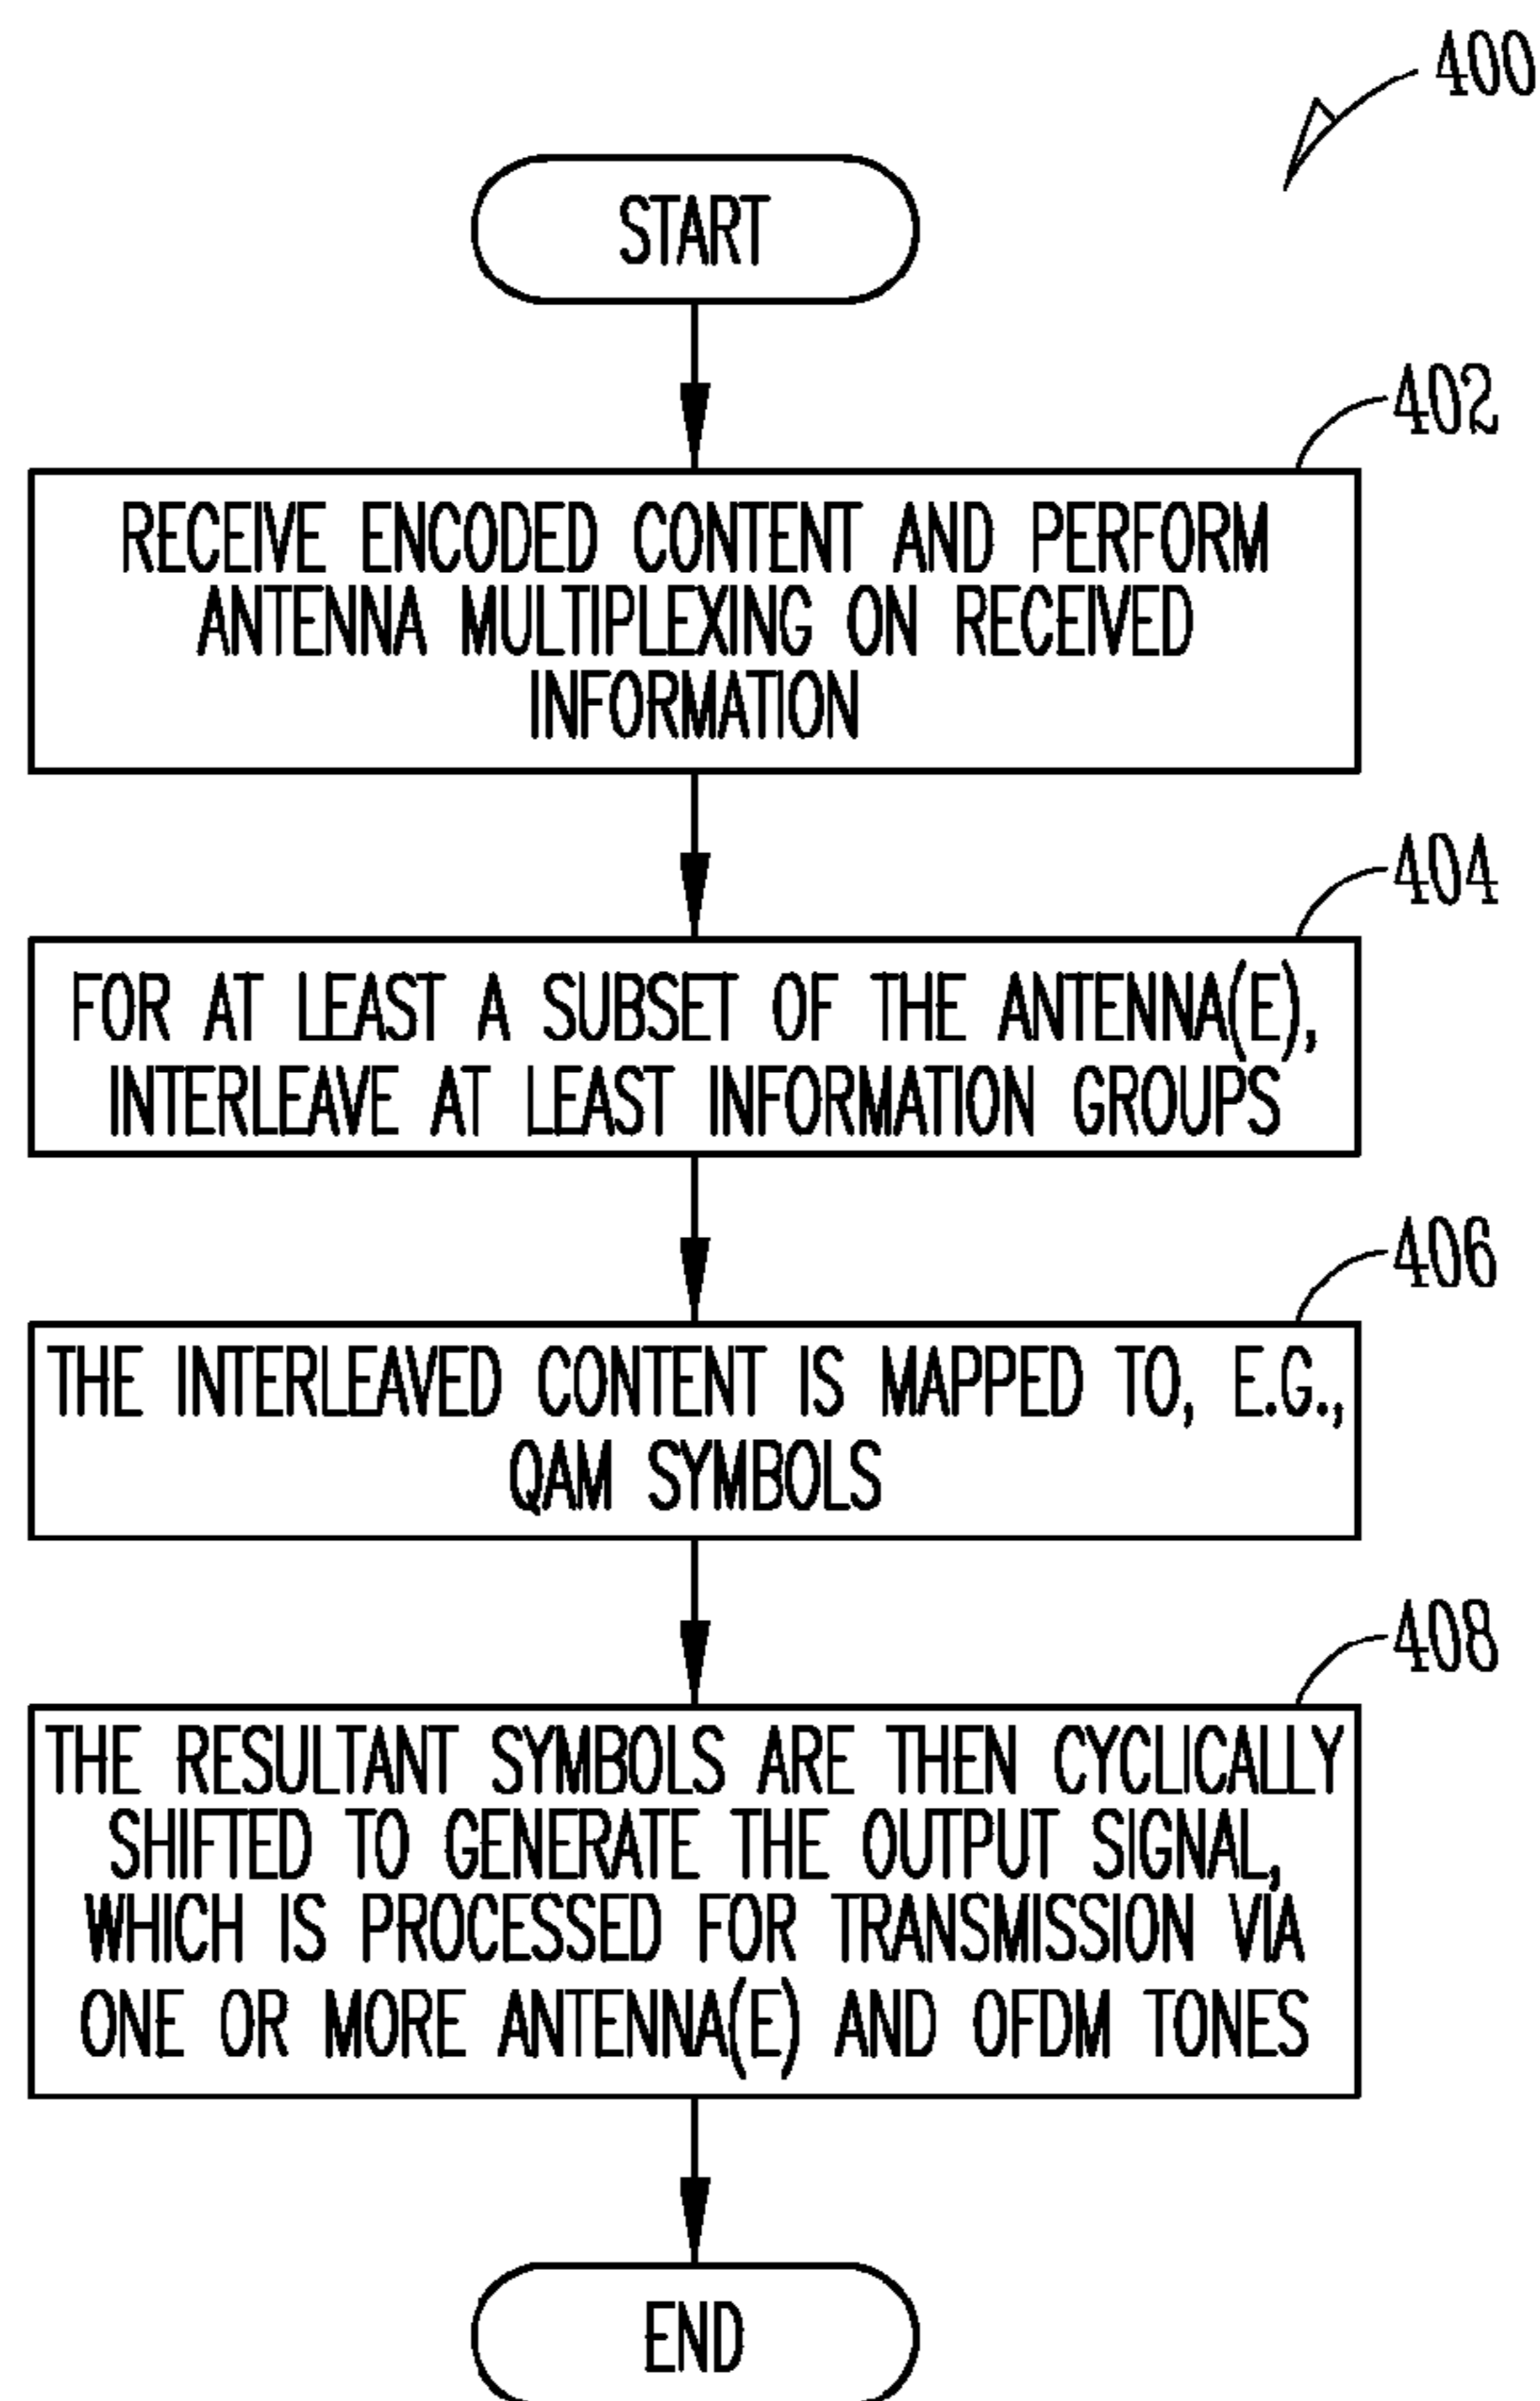 400
START
402
RECEIVE ENCODED CONTENT AND PERFORM
ANTENNA MULTIPLEXING ON RECEIVED
INFORMATION
404
FOR AT LEAST A SUBSET OF THE ANTENNA(E),
INTERLEAVE AT LEAST INFORMATION GROUPS
406
THE INTERLEAVED CONTENT IS MAPPED TO, E.G.,
QAM SYMBOLS
408
THE RESULTANT SYMBOLS ARE THEN CYCLICALLY
SHIFTED TO GENERATE THE OUTPUT SIGNAL,
WHICH IS PROCESSED FOR TRANSMISSION VIA
ONE OR MORE ANTENNA(E) AND OFDM TONES
END